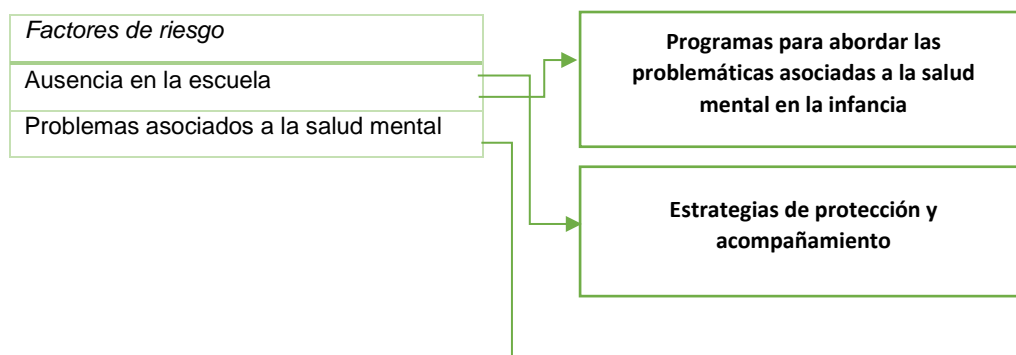 Factores de riesgo
Ausencia en la escuela
Problemas asociados a la salud mental
Programas para abordar las
problemáticas asociadas a la salud
mental en la infancia
Estrategias de protección y
acompañamiento